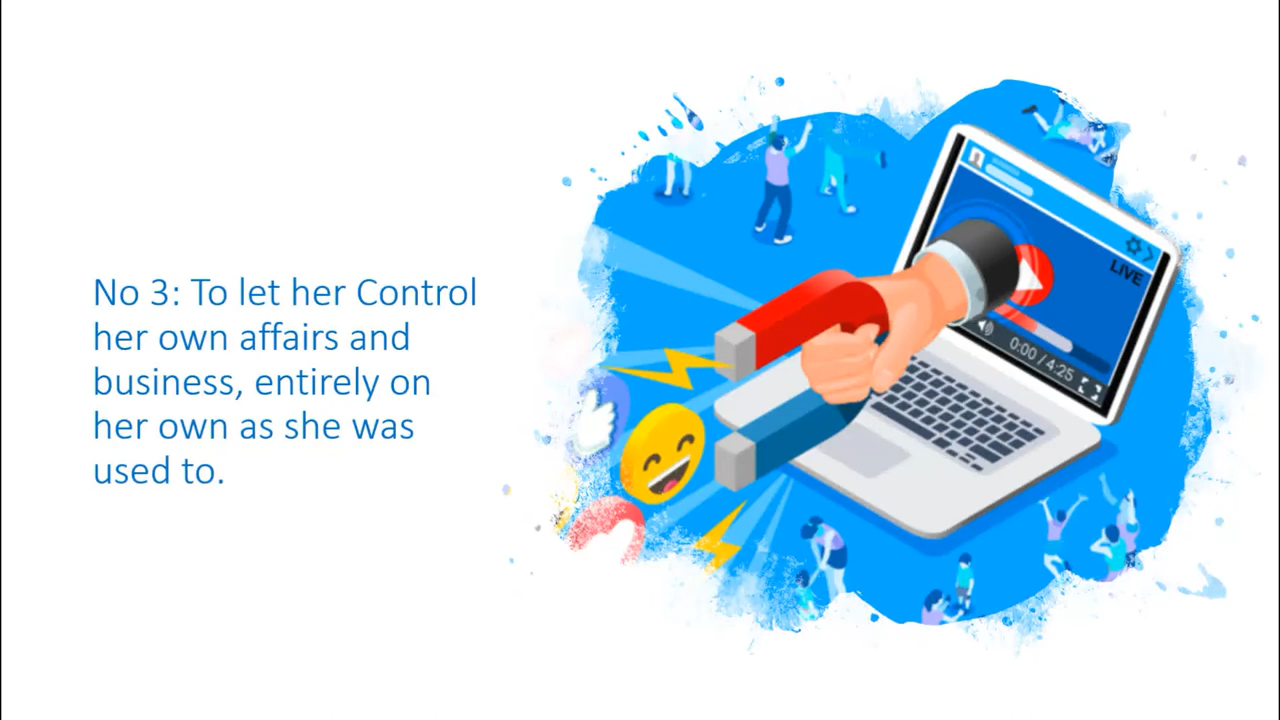 No 3: To let her Control
her own affairs and
business, entirely on
her own as she was
used to.
LIVE
0:00 / 4:25